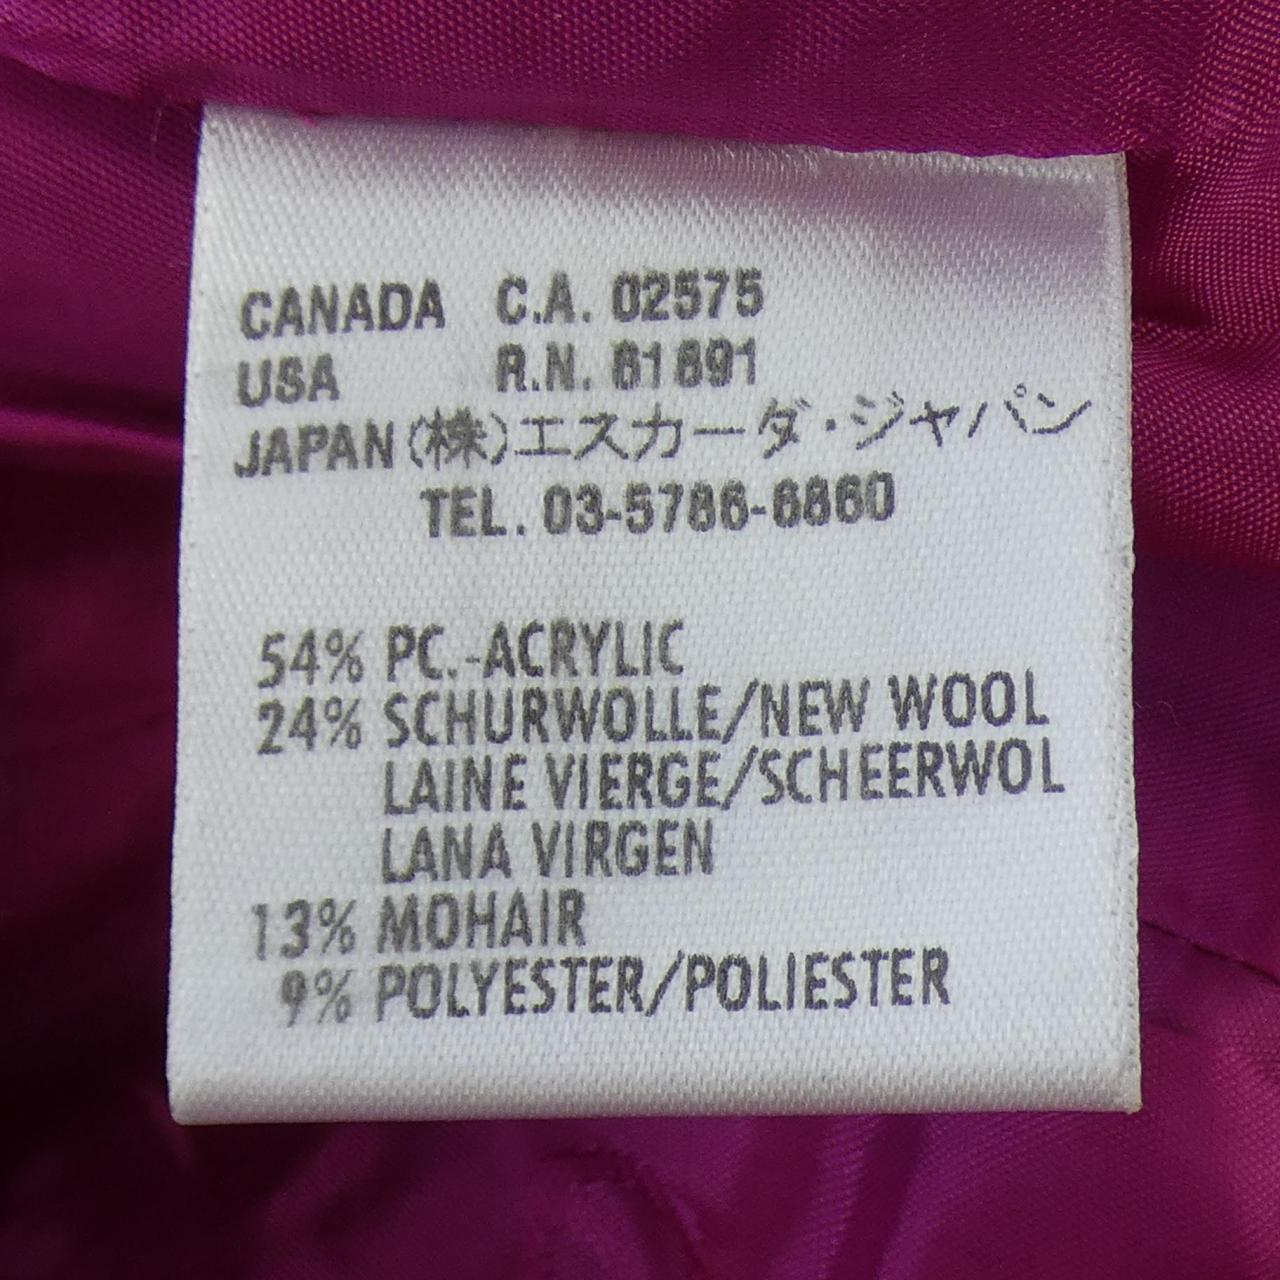 CANADA C.A. 02575
USA R.N. 81891
JAPAN (株)エスカーダ・ジャパン
TEL. 03-5786-6860
54% PC.-ACRYLIC
24% SCHURWOLLE/NEW WOOL
LAINE VIERGE/SCHEERWOL
LANA VIRGEN
13% MOHAIR
9% POLYESTER/POLIESTER